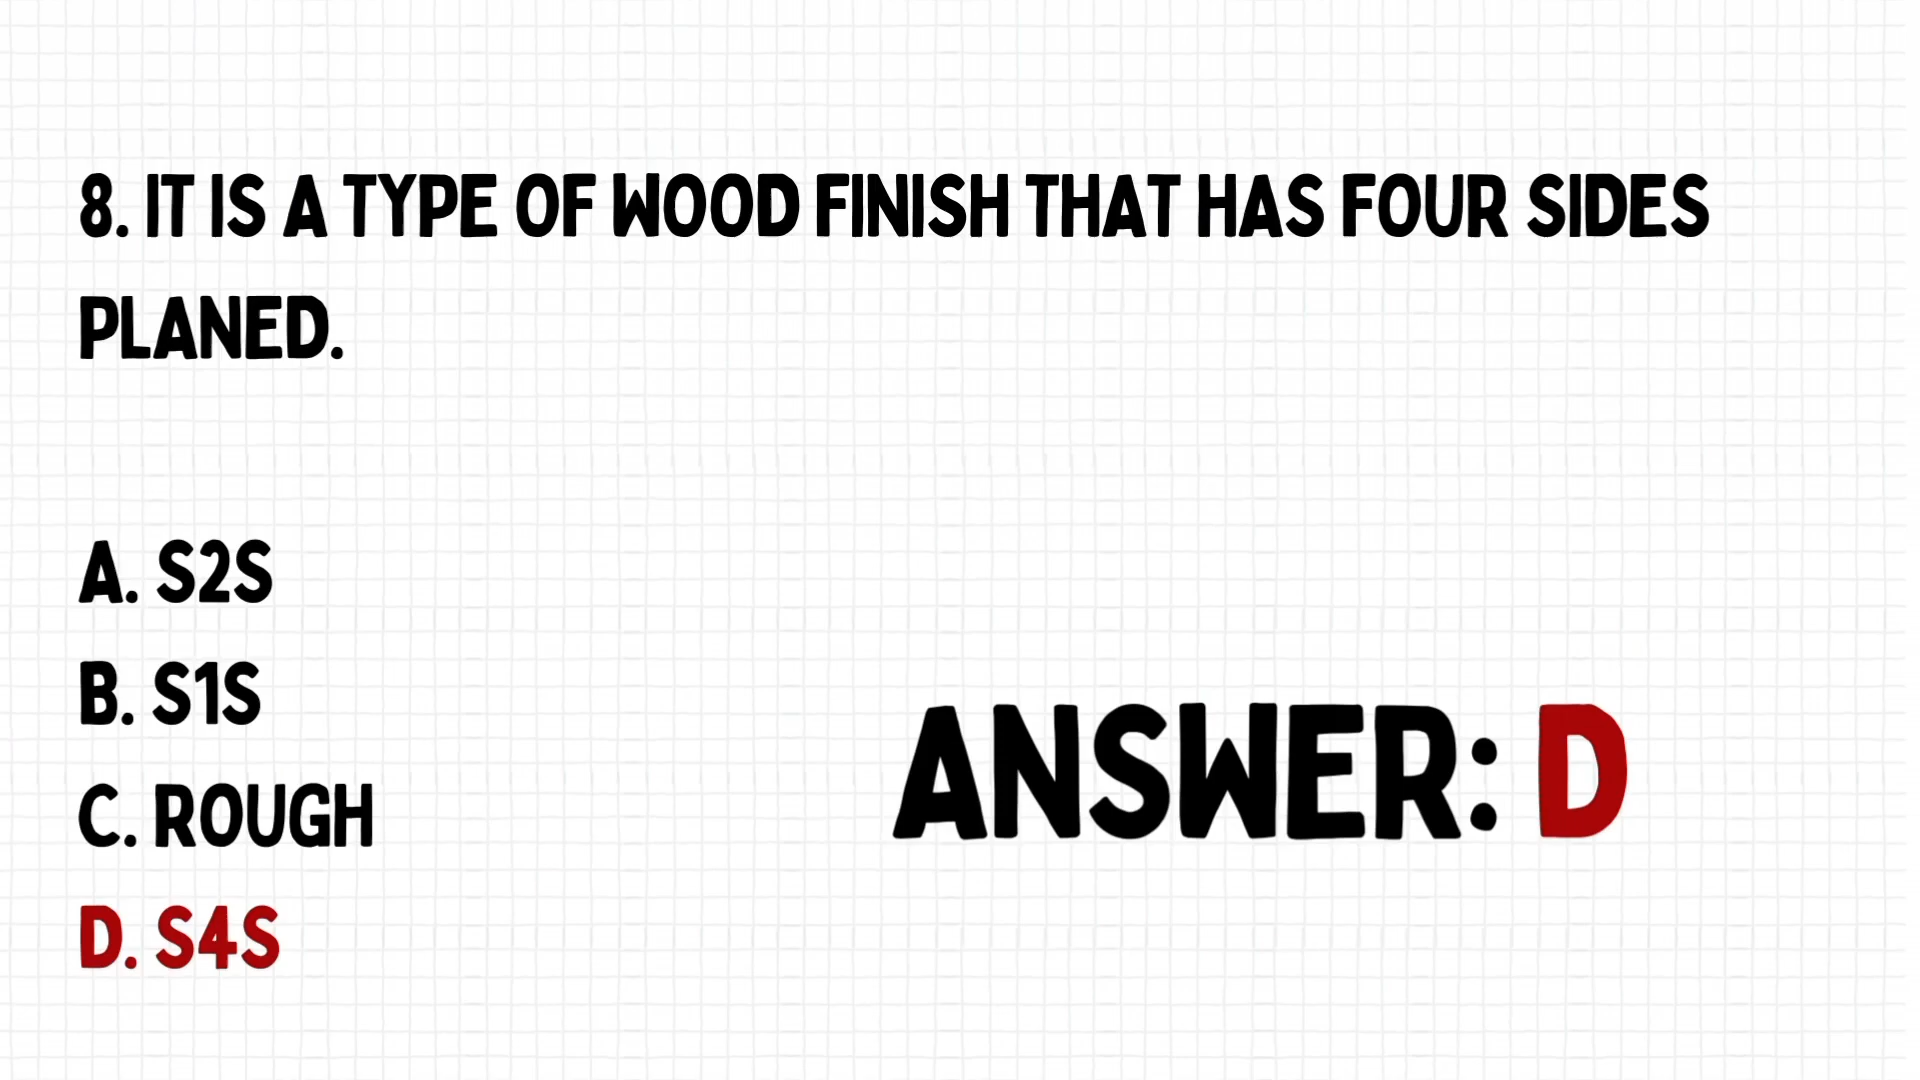 8. IT IS A TYPE OF WOOD FINISH THAT HAS FOUR SIDES
PLANED.
A. S2S
B. S1S
C. ROUGH
D. S4S
ANSWER: D